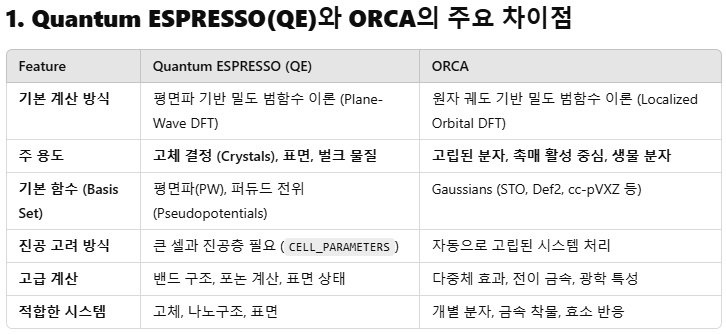 1. Quantum ESPRESSO(QE)와 ORCA의 주요 차이점
Feature Quantum ESPRESSO (QE) ORCA
기본 계산 방식 평면파 기반 밀도 범함수 이론 (Plane- 원자 궤도 기반 밀도 범함수 이론 (Localized
Wave DFT) Orbital DFT)
주 용도 고체 결정 (Crystals), 표면, 벌크 물질 고립된 분자, 촉매 활성 중심, 생물 분자
기본 함수 (Basis 평면파(PW), 퍼듀드 전위 Gaussians (STO, Def2, cc-pVXZ 등)
Set) (Pseudopotentials)
진공 고려 방식 큰 셀과 진공층 필요 ( CELL_PARAMETERS ) 자동으로 고립된 시스템 처리
고급 계산 밴드 구조, 포논 계산, 표면 상태 다중체 효과, 전이 금속, 광학 특성
적합한 시스템 고체, 나노구조, 표면 개별 분자, 금속 착물, 효소 반응